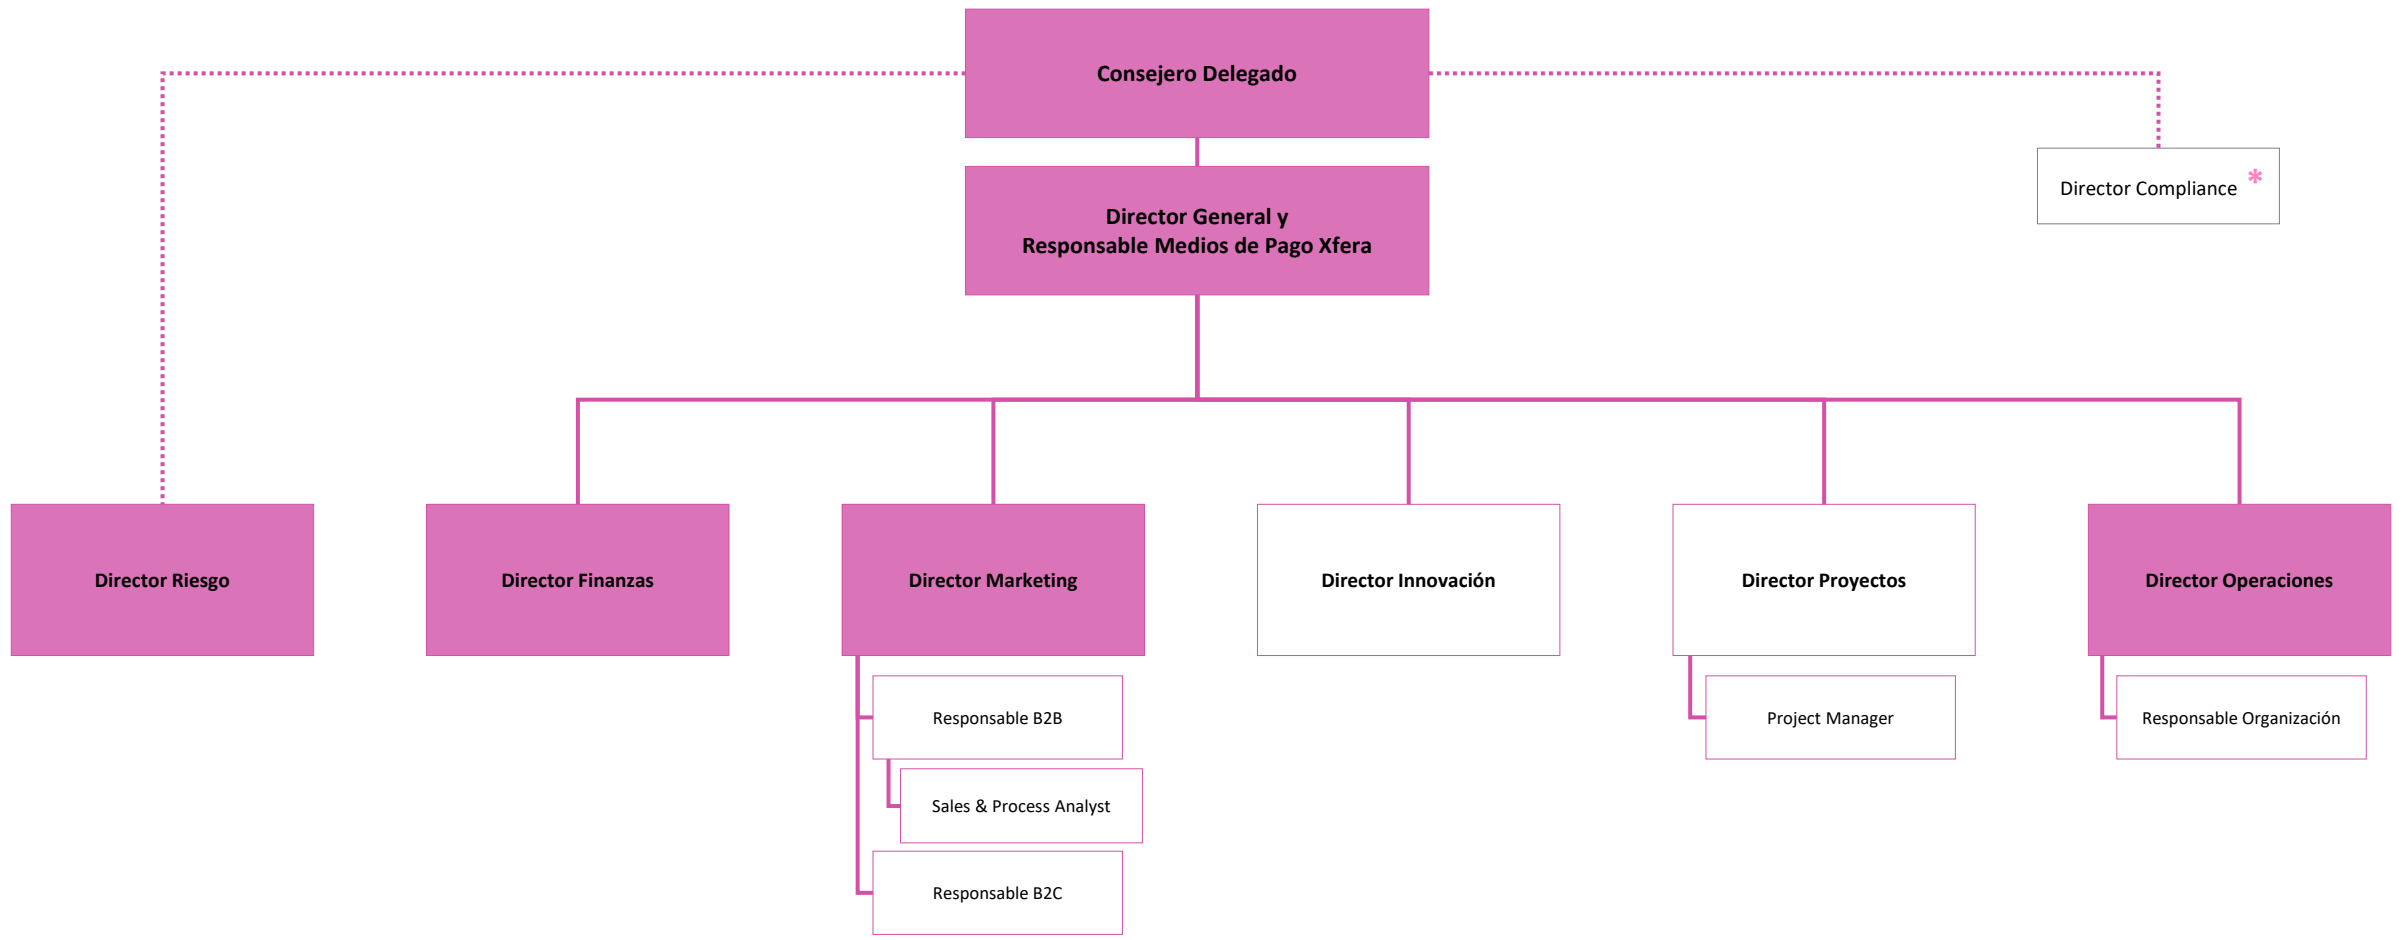 Consejero Delegado
Director Compliance *
Director General y
Responsable Medios de Pago Xfera
Director Riesgo
Director Finanzas
Director Marketing
Director Innovación
Director Proyectos
Director Operaciones
Responsable B2B
Project Manager
Responsable Organización
Sales & Process Analyst
Responsable B2C